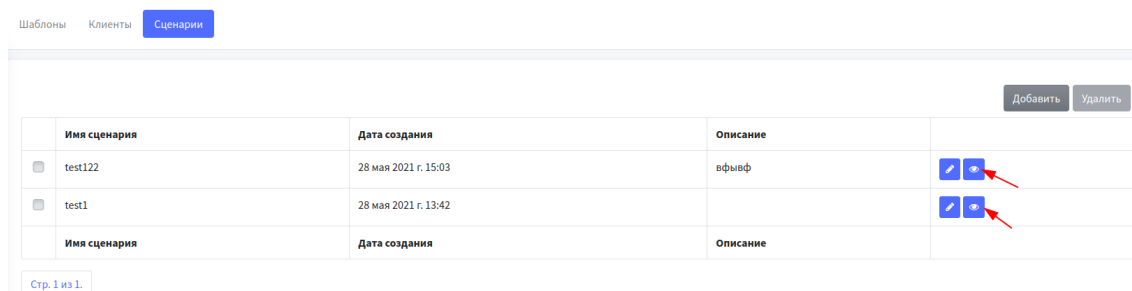 Шаблоны Клиенты Сценарии
Добавить Удалить
Имя сценария Дата создания Описание
test122 28 мая 2021 г. 15:03 вфывф
test1 28 мая 2021 г. 13:42
Имя сценария Дата создания Описание
Стр. 1 из 1.